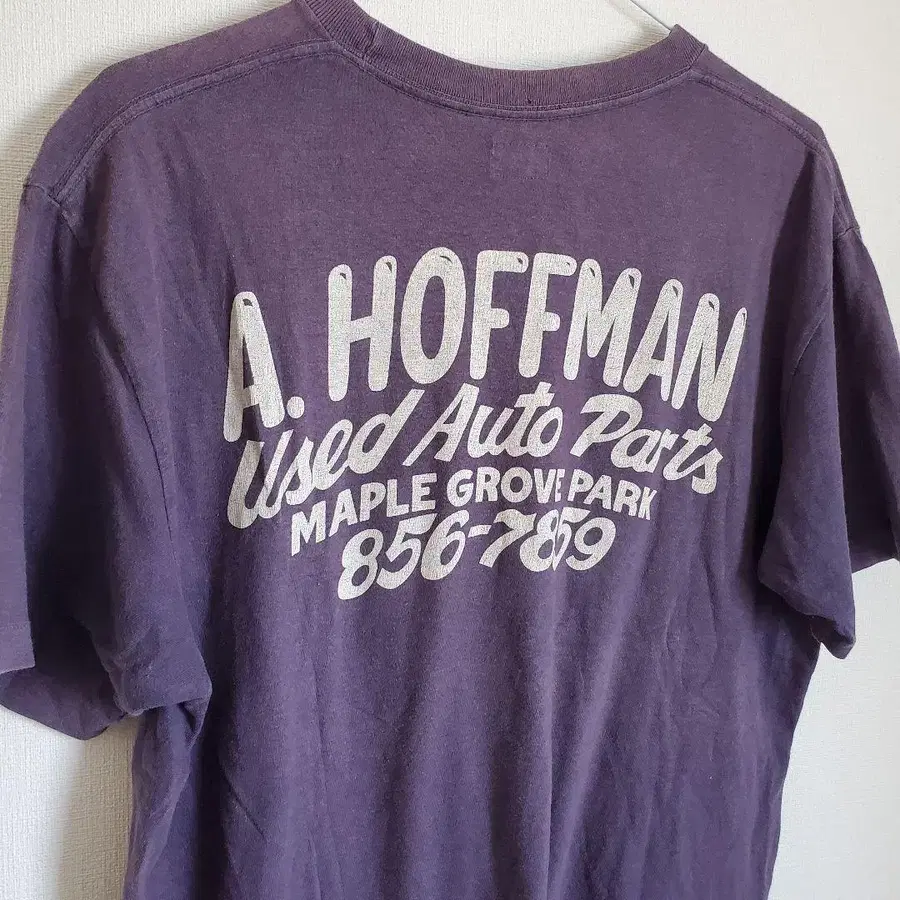 A. HOFFMAN
Used Auto Parts
MAPLE GROVE PARK
856-7859